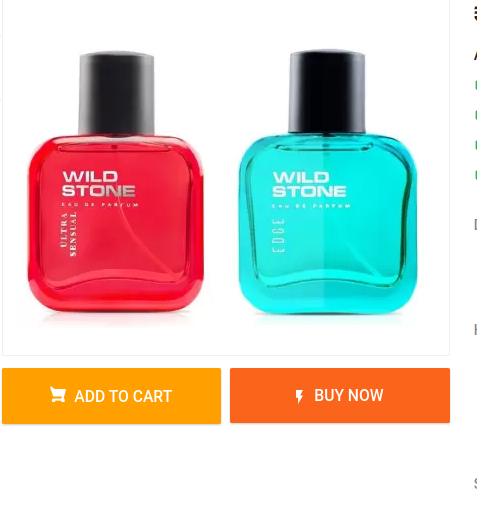 WILD
STONE
EAU DE PARFUM
ULTRA
SENSUAL
WILD
STONE
EAU DE PARFUM
EDGE
ADD TO CART
BUY NOW